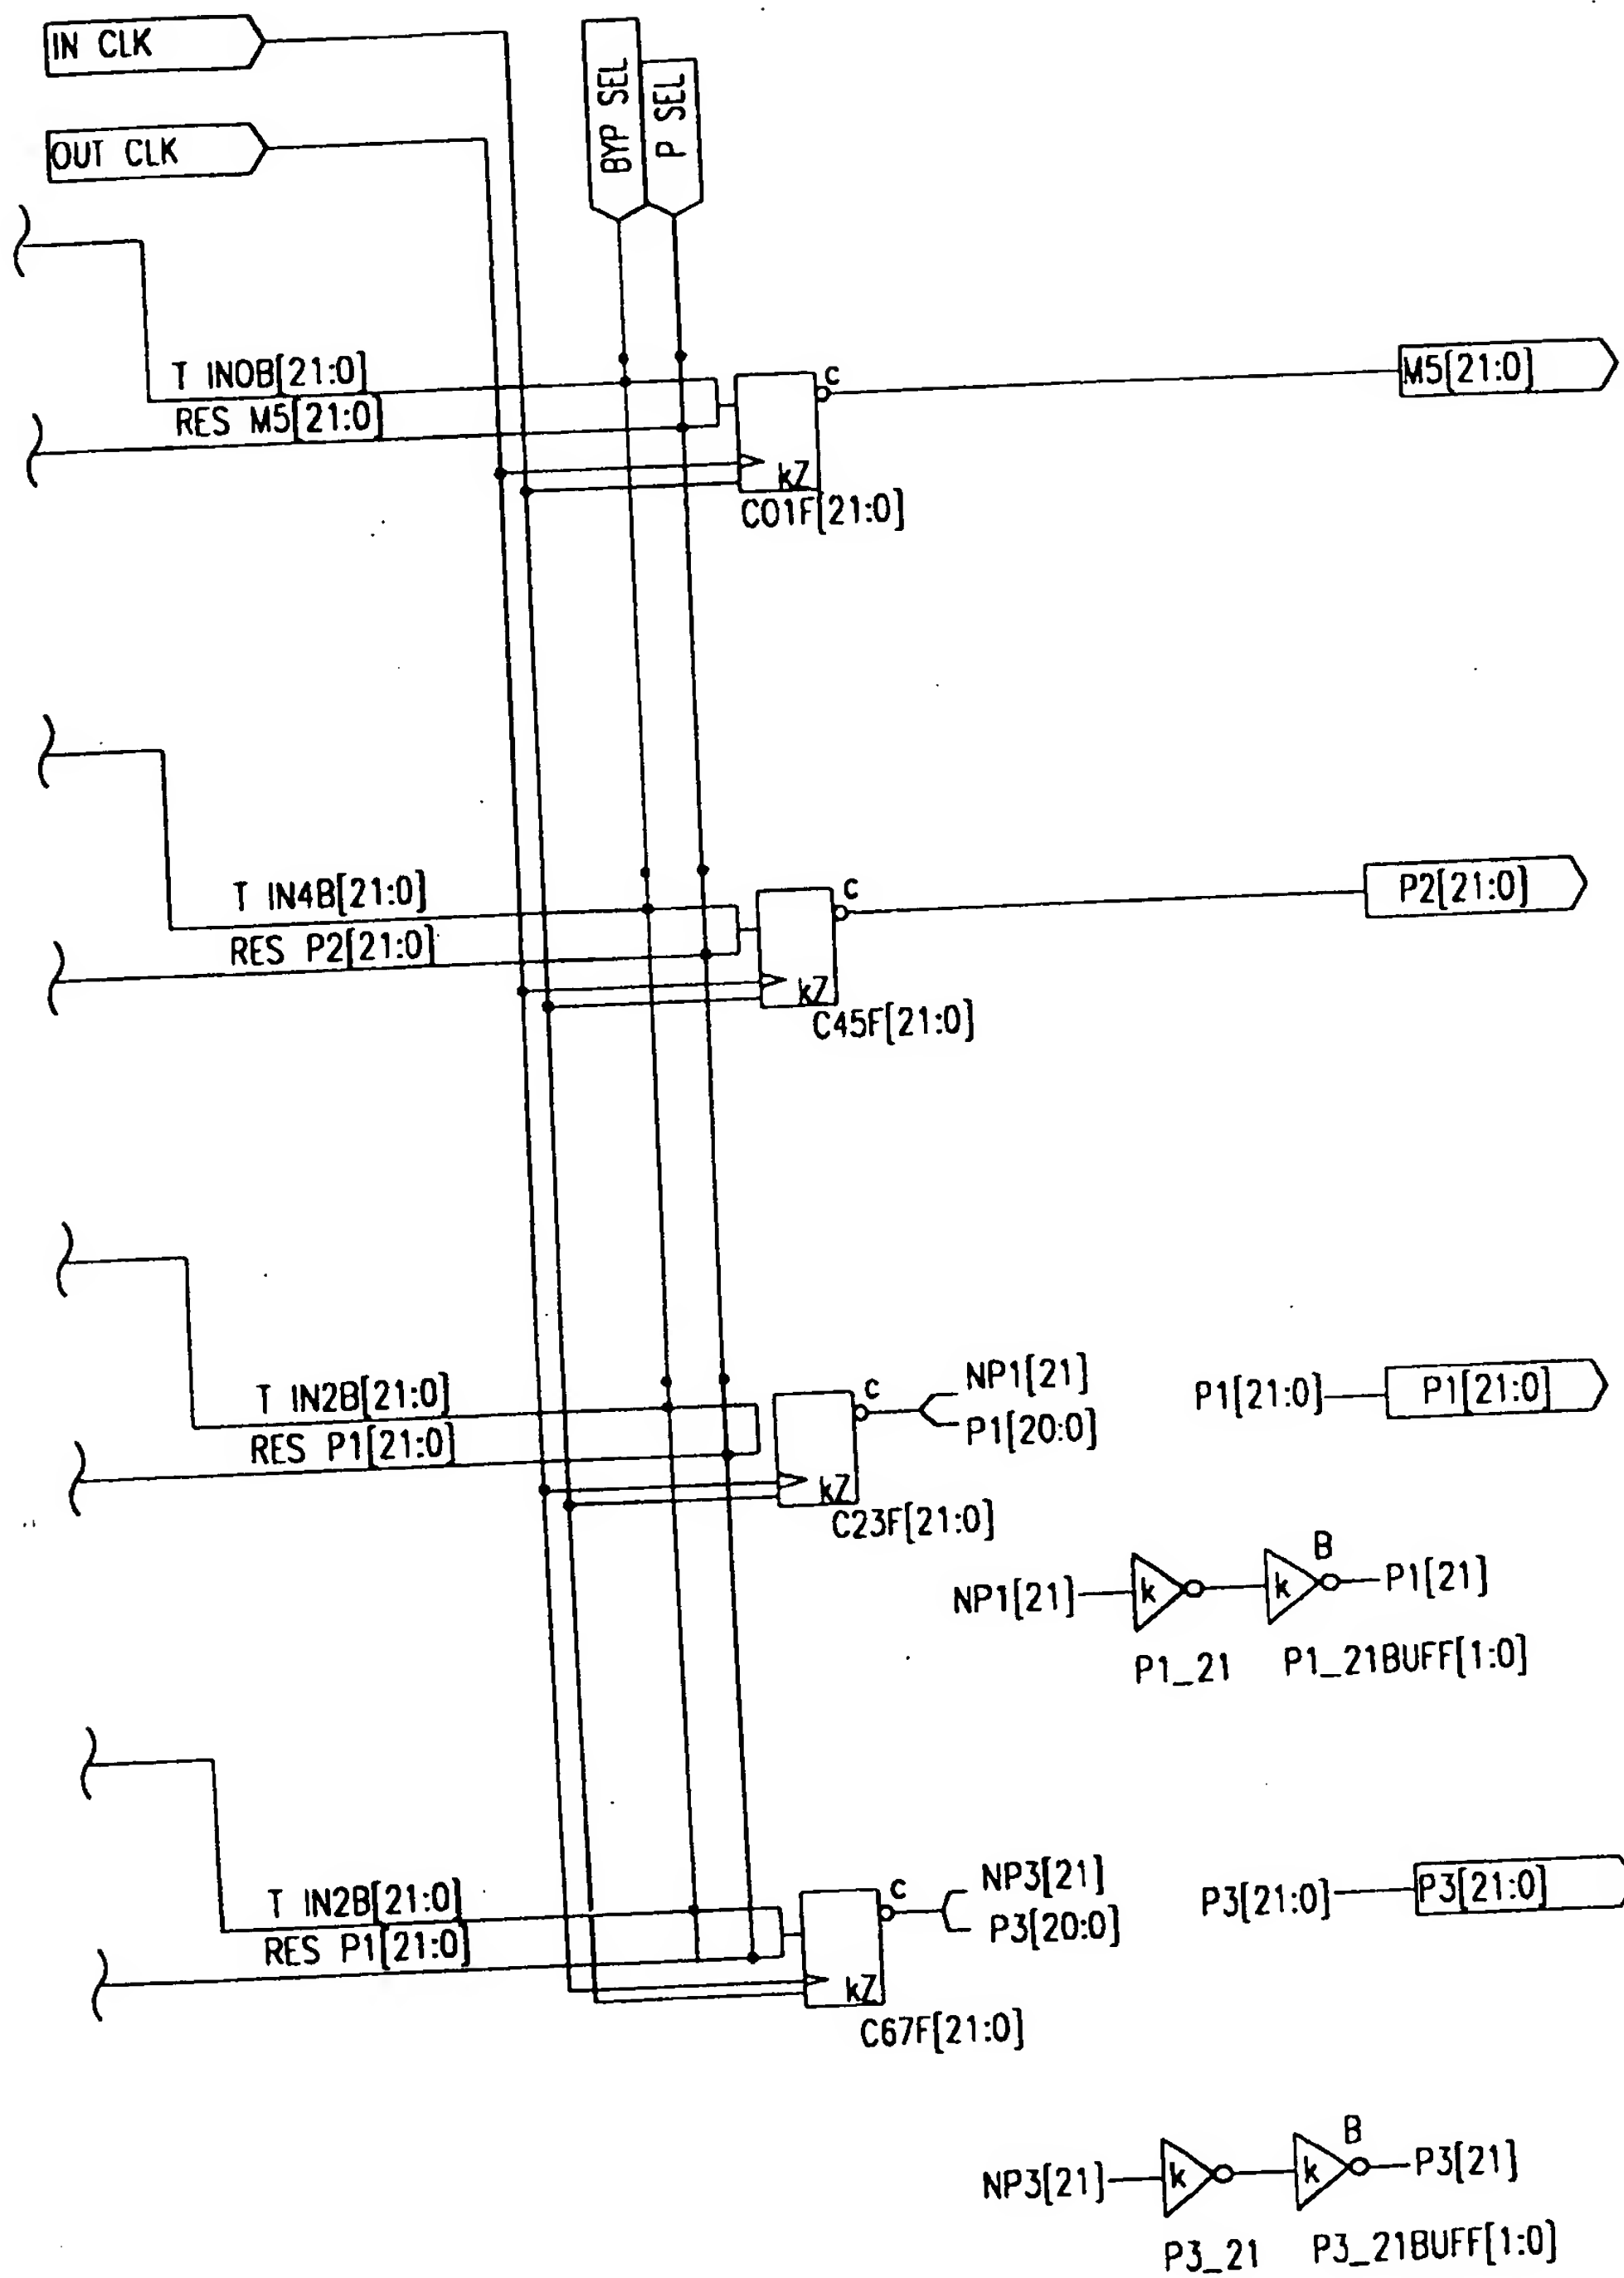 IN CLK
OUT CLK
BYP SEL
P SEL
T IN0B[21:0]
RES M5[21:0]
C
kZ
C01F[21:0]
M5[21:0]
T IN4B[21:0]
RES P2[21:0]
C
kZ
C45F[21:0]
P2[21:0]
T IN2B[21:0]
RES P1[21:0]
C
kZ
C23F[21:0]
NP1[21]
P1[20:0]
P1[21:0]
P1[21:0]
NP1[21]
k
k
B
P1[21]
P1_21
P1_21BUFF[1:0]
T IN2B[21:0]
RES P1[21:0]
C
kZ
C67F[21:0]
NP3[21]
P3[20:0]
P3[21:0]
P3[21:0]
NP3[21]
k
k
B
P3[21]
P3_21
P3_21BUFF[1:0]